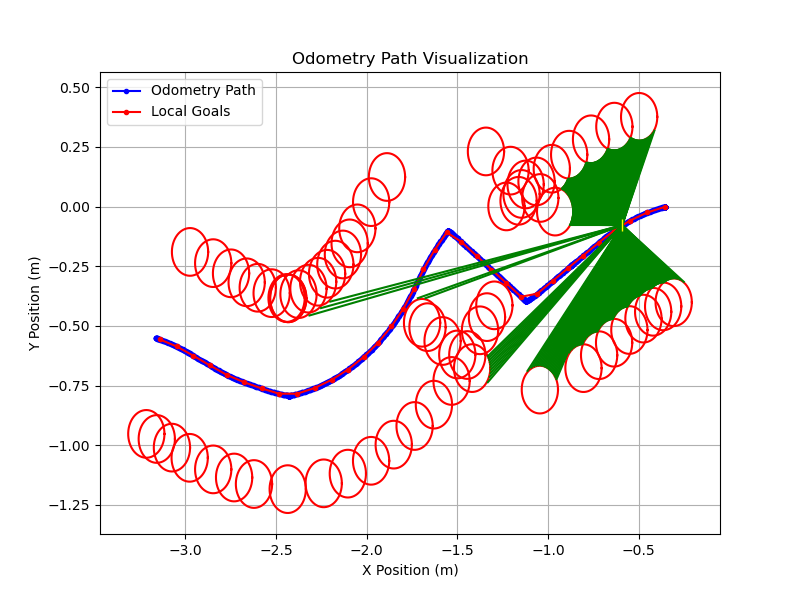 Odometry Path Visualization
Odometry Path
Local Goals
0.50
0.25
0.00
−0.25
−0.50
−0.75
−1.00
−1.25
Y Position (m)
−3.0 −2.5 −2.0 −1.5 −1.0 −0.5
X Position (m)